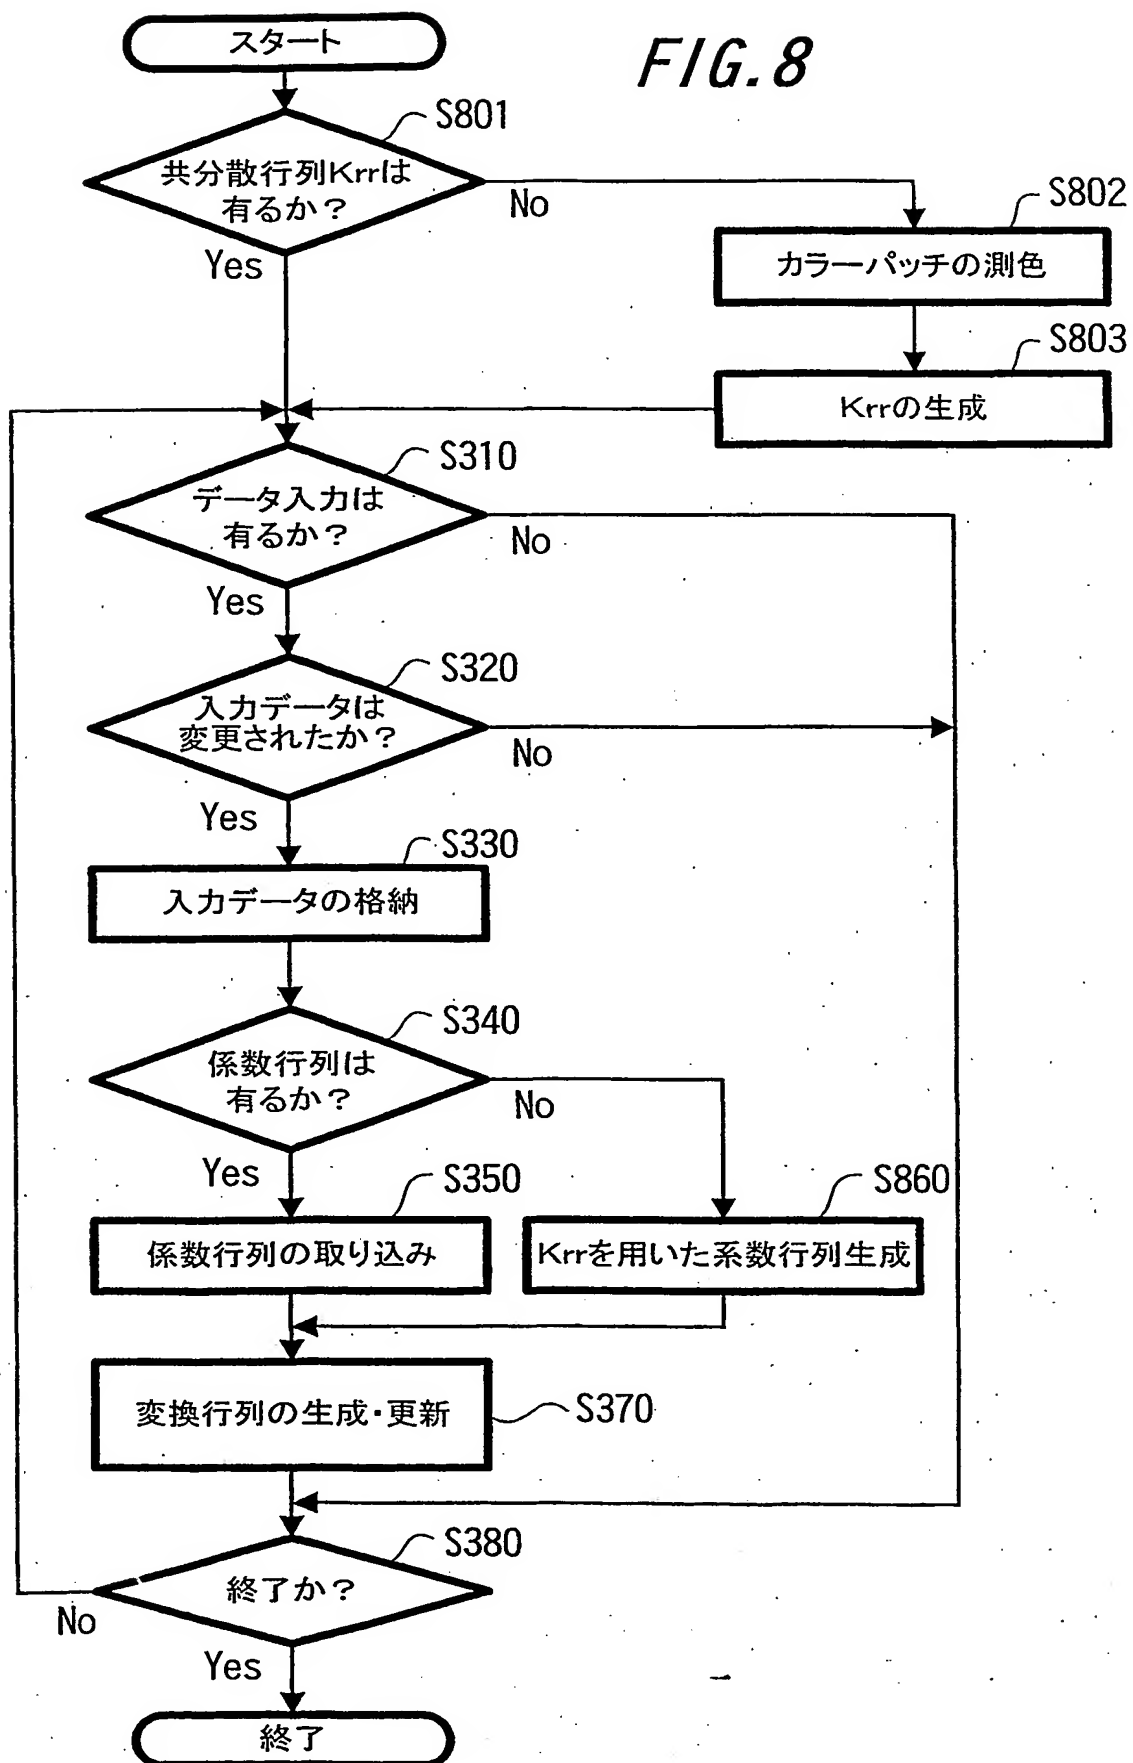 スタート
FIG.8
S801
共分散行列Krrは
有るか？
No
Yes
S802
カラーパッチの測色
S803
Krrの生成
S310
データ入力は
有るか？
No
Yes
S320
入力データは
変更されたか？
No
Yes
S330
入力データの格納
S340
係数行列は
有るか？
No
Yes
S350
係数行列の取り込み
S860
Krrを用いた系数行列生成
変換行列の生成・更新
S370
S380
終了か？
No
Yes
終了